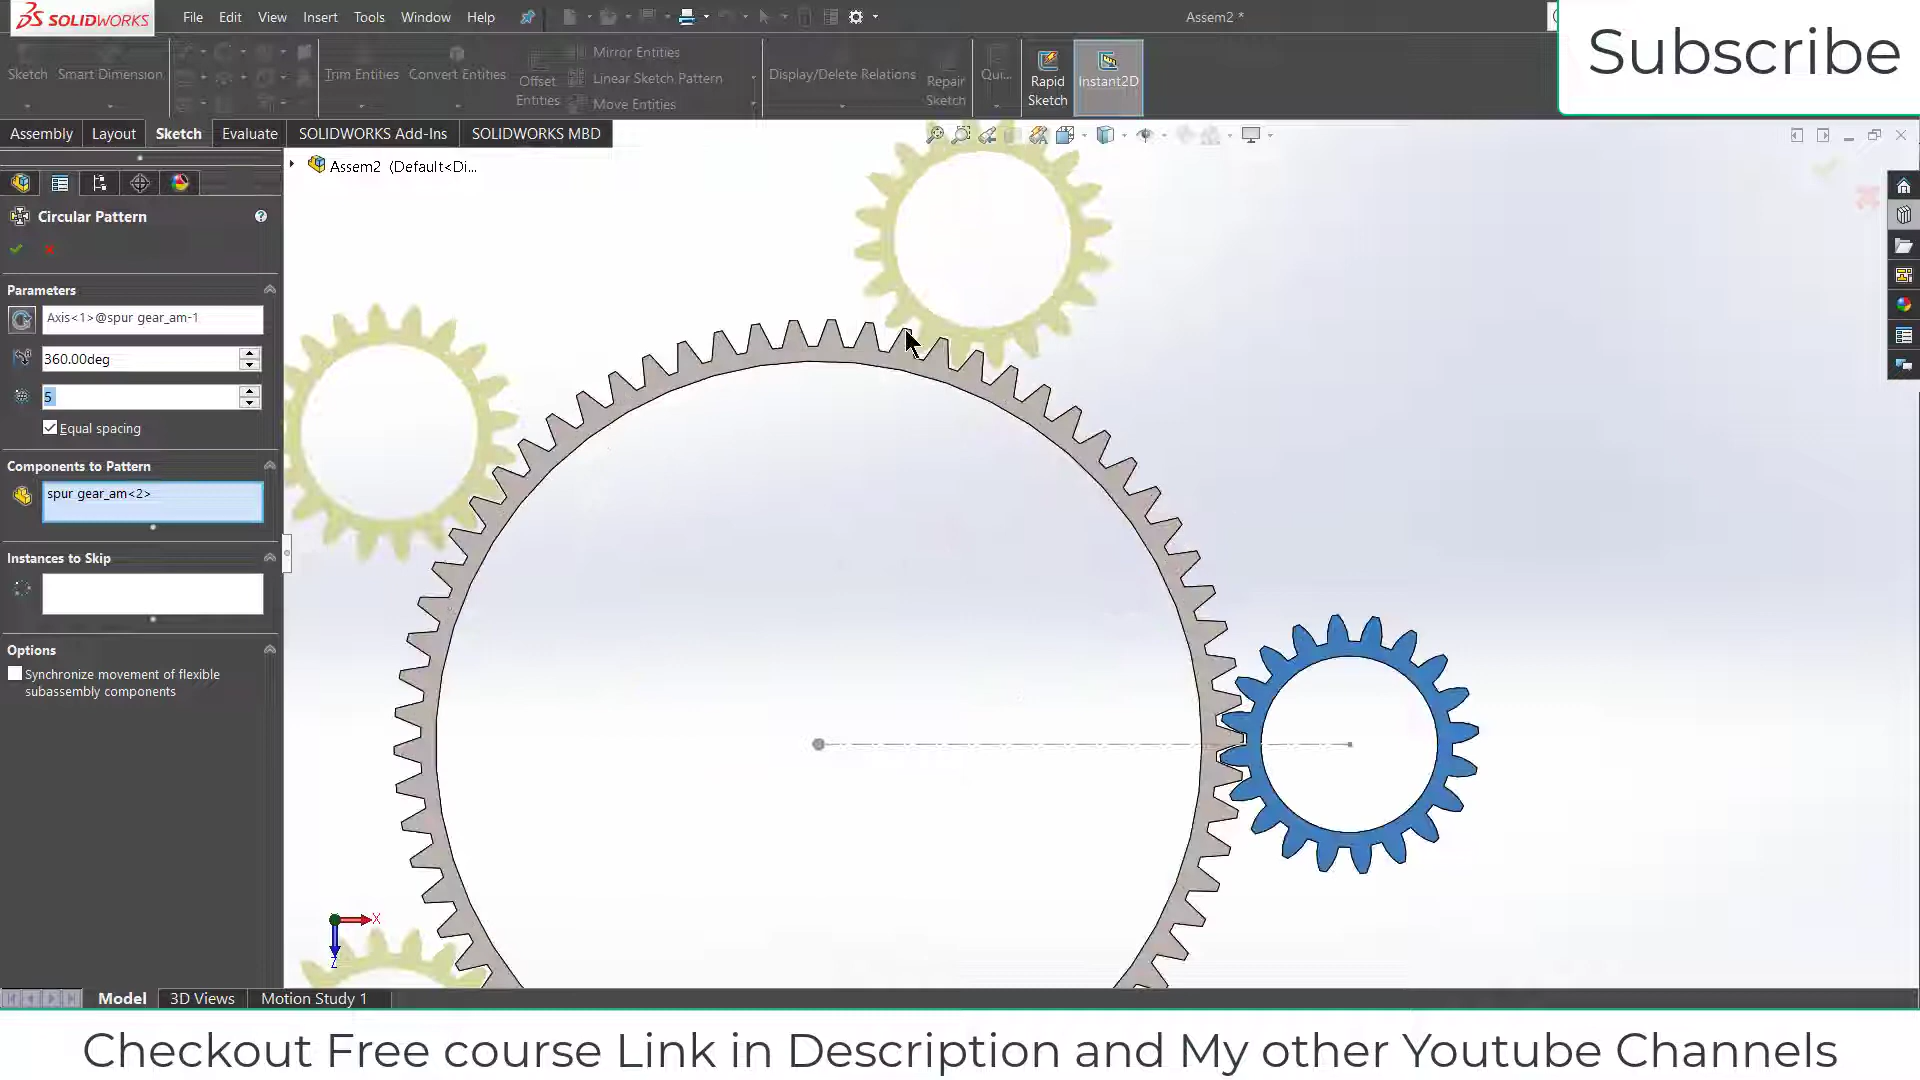 SOLIDWORKS File Edit View Insert Tools Window Help Assem2 *
Subscribe
Sketch Smart Dimension Trim Entities Convert Entities Offset Entities Mirror Entities
Linear Sketch Pattern
Move Entities
Display/Delete Relations Repair Sketch Qui... Rapid Sketch Instant2D
Assembly Layout Sketch Evaluate SOLIDWORKS Add-Ins SOLIDWORKS MBD
Assem2 (Default<Di...
Circular Pattern
Parameters
Axis<1>@spur gear_am-1
360.00deg
5
Equal spacing
Components to Pattern
spur gear_am<2>
Instances to Skip
Options
Synchronize movement of flexible
subassembly components
X
Z
Model 3D Views Motion Study 1
Checkout Free course Link in Description and My other Youtube Channels